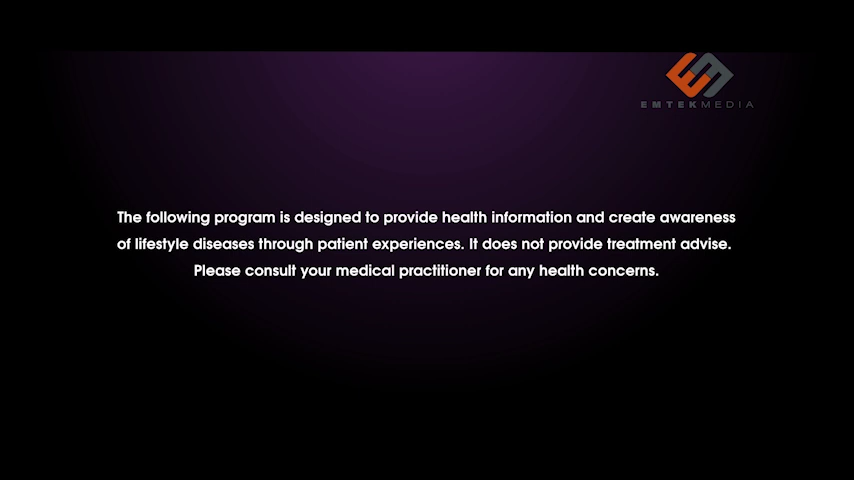 EMTEKMEDIA
The following program is designed to provide health information and create awareness
of lifestyle diseases through patient experiences. It does not provide treatment advise.
Please consult your medical practitioner for any health concerns.